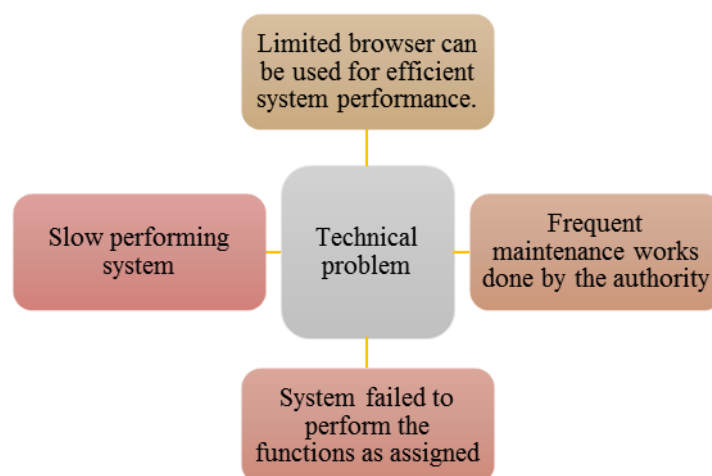 Limited browser can
be used for efficient
system performance.
Slow performing
system
Technical
problem
Frequent
maintenance works
done by the authority
System failed to
perform the
functions as assigned